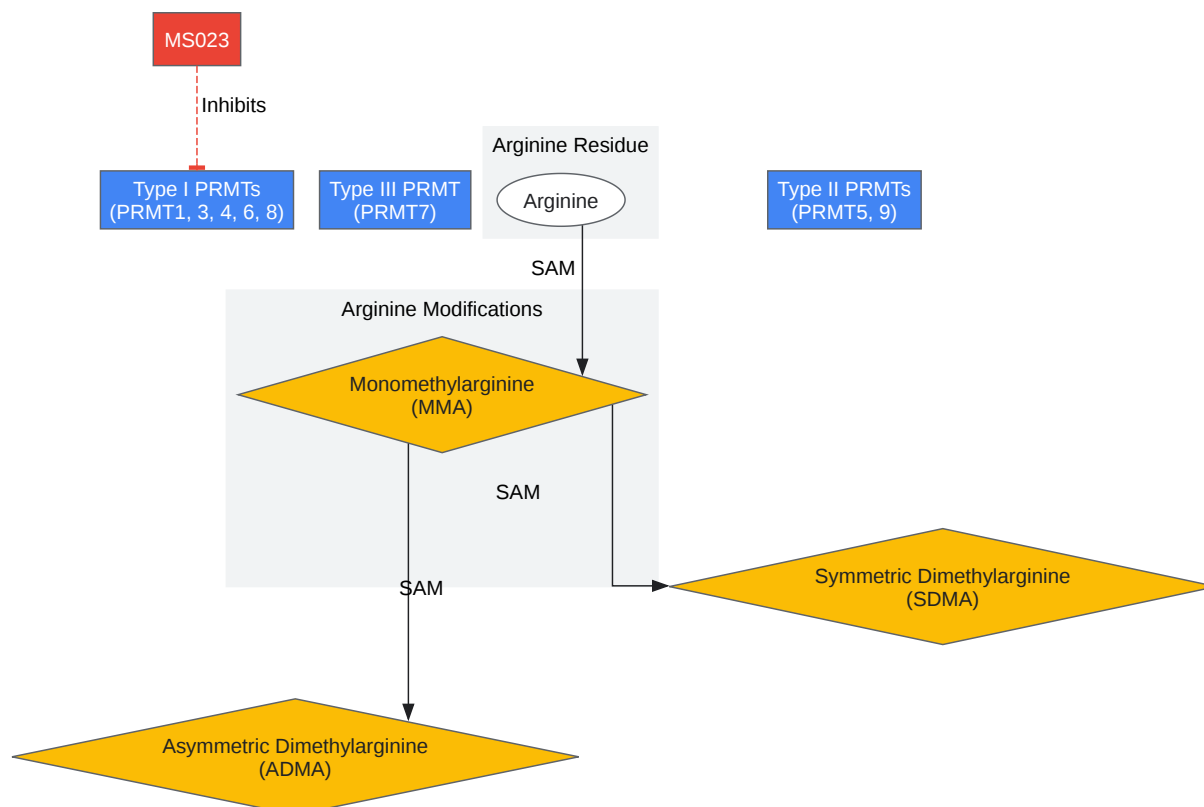 MS023
Inhibits
Arginine Residue
Type I PRMTs
(PRMT1, 3, 4, 6, 8)
Type III PRMT
(PRMT7)
Arginine
Type II PRMTs
(PRMT5, 9)
SAM
Arginine Modifications
Monomethylarginine
(MMA)
SAM
SAM
Symmetric Dimethylarginine
(SDMA)
Asymmetric Dimethylarginine
(ADMA)